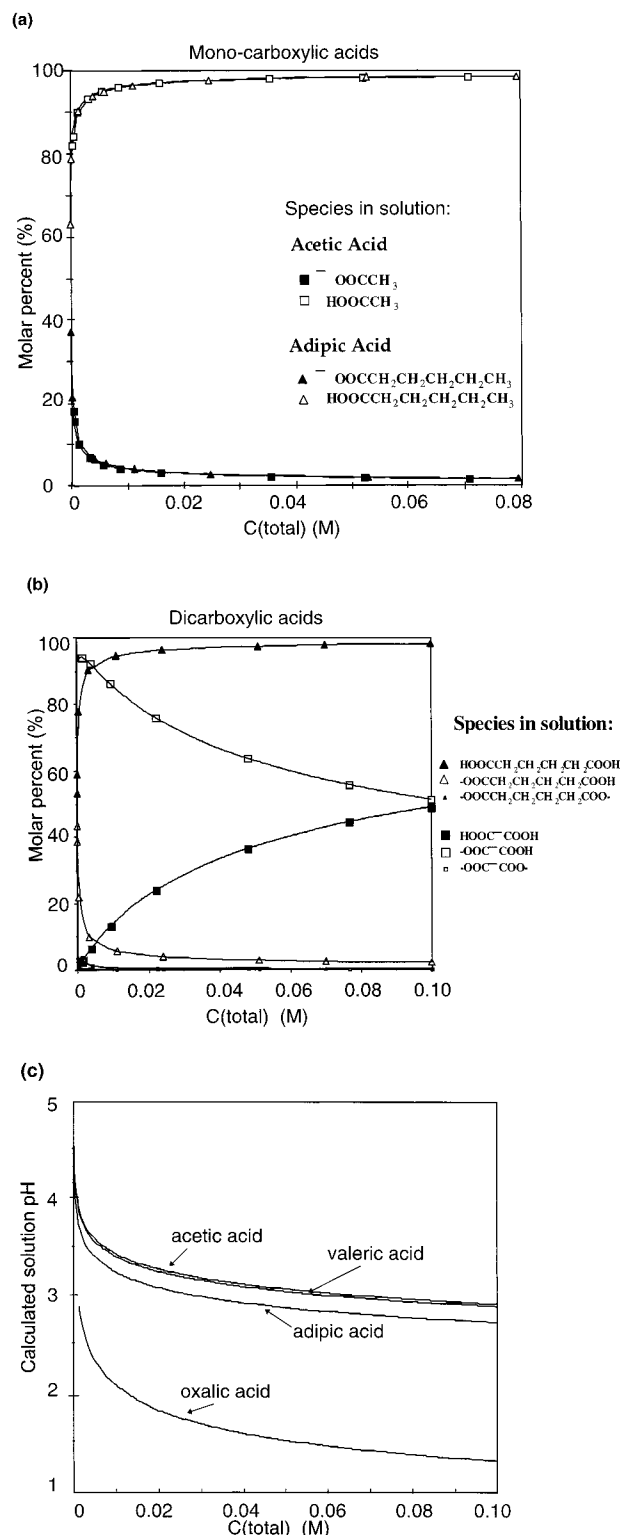 (a)
Mono-carboxylic acids
100
80
60
40
20
0
Molar percent (%)
Species in solution:
Acetic Acid
■ ⁻ OOCCH₃
□ HOOCCH₃
Adipic Acid
▲ ⁻ OOCCH₂CH₂CH₂CH₂CH₃
△ HOOCCH₂CH₂CH₂CH₂CH₃
0 0.02 0.04 0.06 0.08
C(total) (M)
(b)
Dicarboxylic acids
100
80
60
40
20
0
Molar percent (%)
Species in solution:
▲ HOOCCH₂CH₂CH₂CH₂COOH
△ -OOCCH₂CH₂CH₂CH₂COOH
▴ -OOCCH₂CH₂CH₂CH₂COO-
■ HOOC⁻COOH
□ -OOC⁻COOH
▫ -OOC⁻COO-
0 0.02 0.04 0.06 0.08 0.10
C(total) (M)
(c)
5
4
3
2
1
Calculated solution pH
acetic acid
valeric acid
adipic acid
oxalic acid
0 0.02 0.04 0.06 0.08 0.10
C(total) (M)